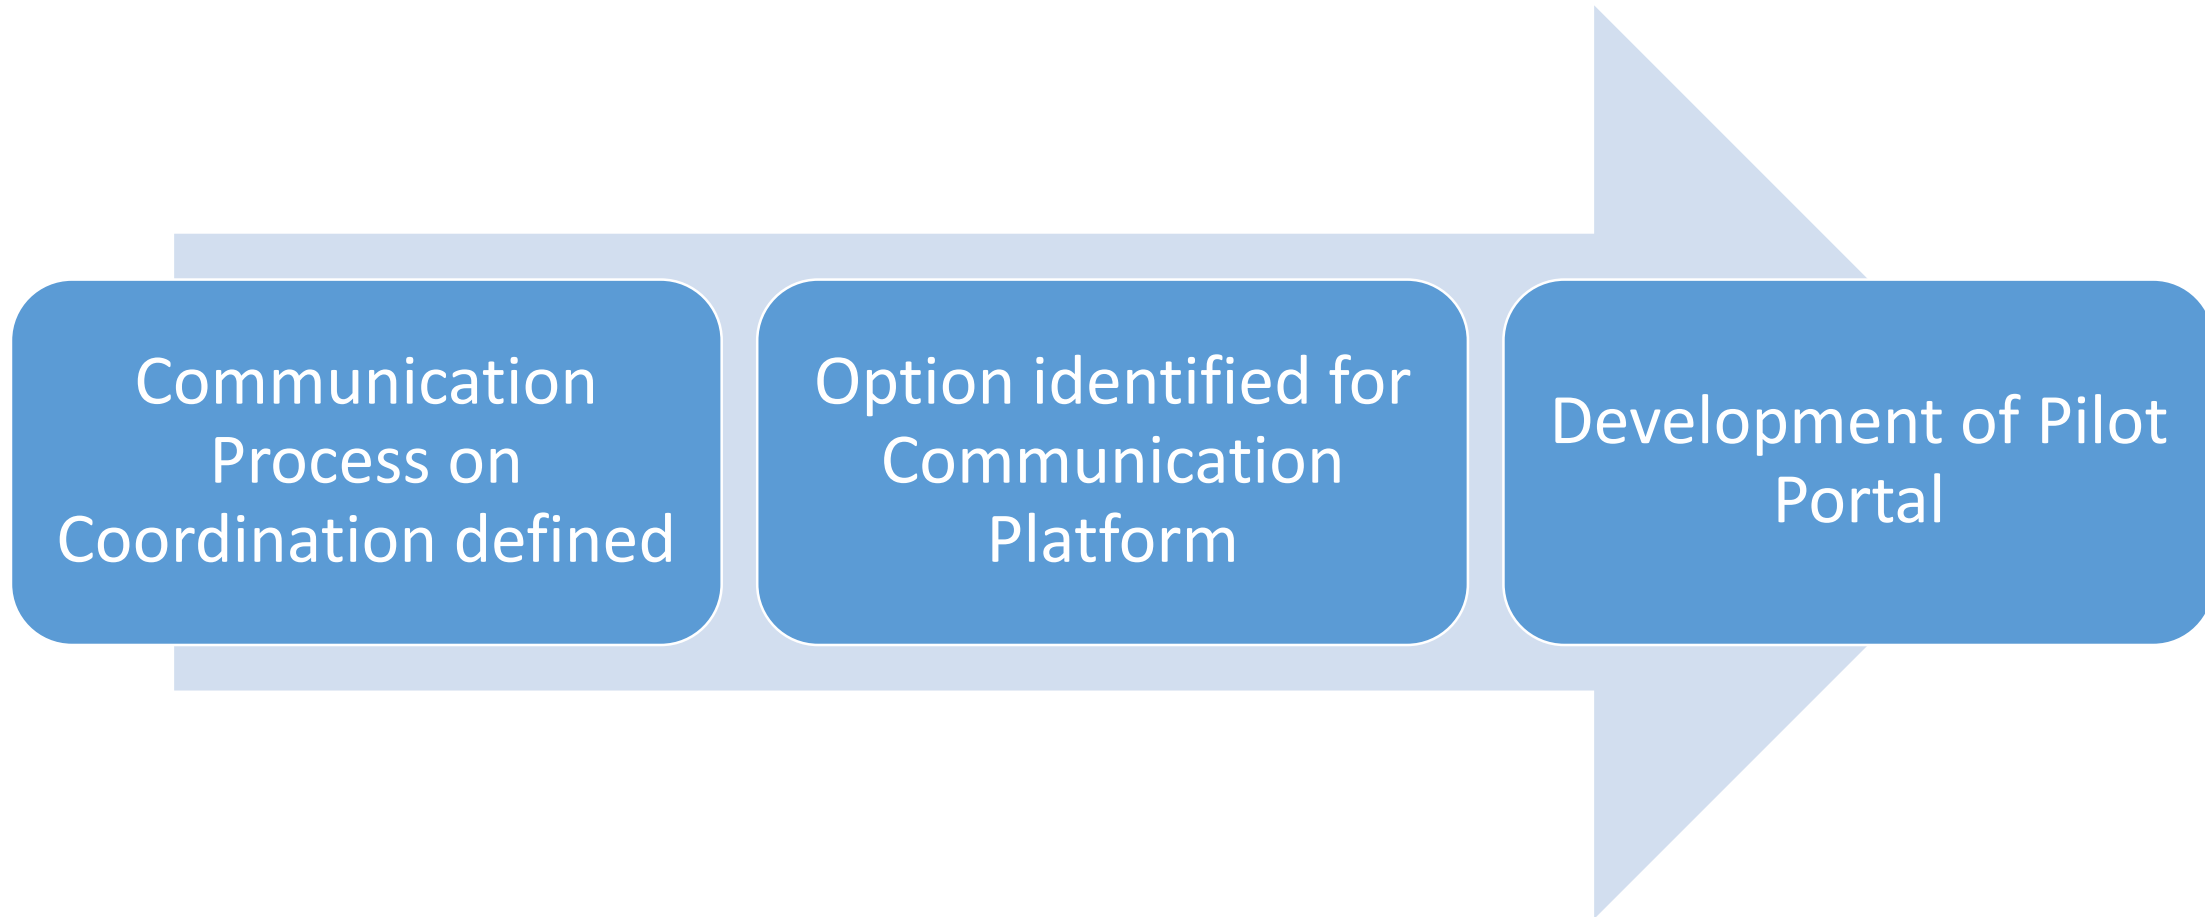 Communication
Process on
Coordination defined
Option identified for
Communication
Platform
Development of Pilot
Portal